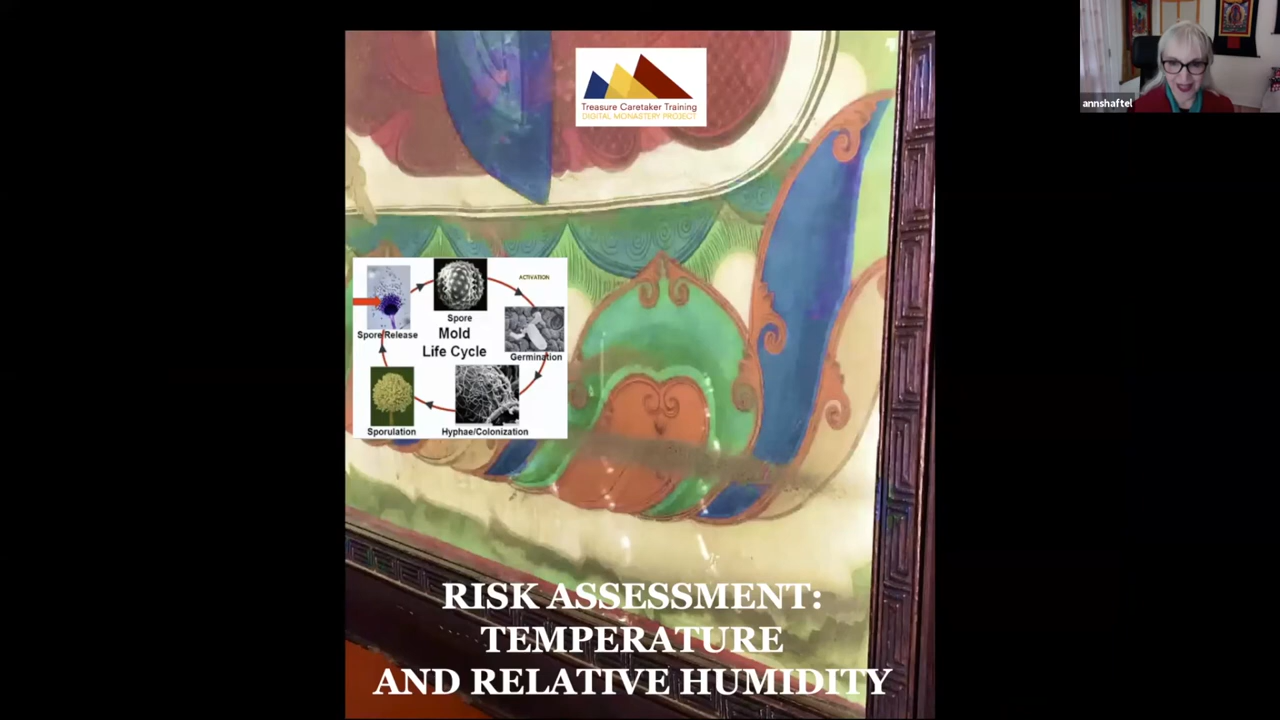 Treasure Caretaker Training
DIGITAL MONASTERY PROJECT
annshaftel
ACTIVATION
Spore Release
Spore
Mold
Life Cycle
Germination
Sporulation
Hyphae/Colonization
RISK ASSESSMENT:
TEMPERATURE
AND RELATIVE HUMIDITY